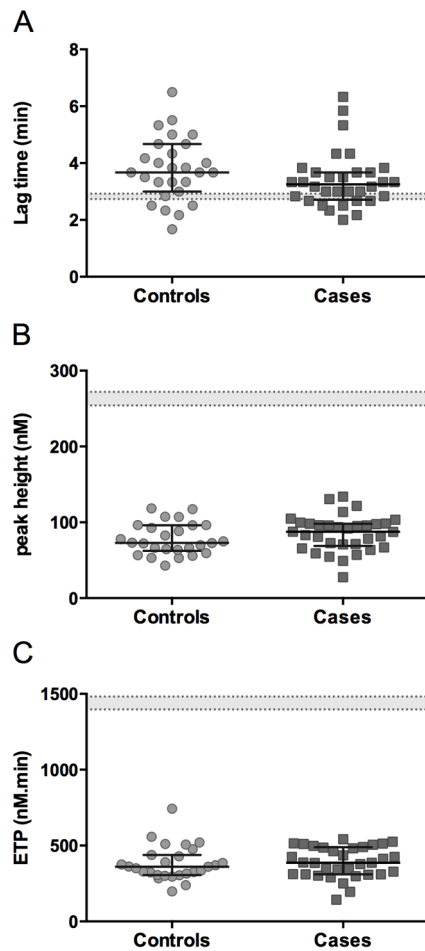 A
8
6
4
2
0
Lag time (min)
Controls Cases
B
300
200
100
0
peak height (nM)
Controls Cases
C
1500
1000
500
0
ETP (nM.min)
Controls Cases